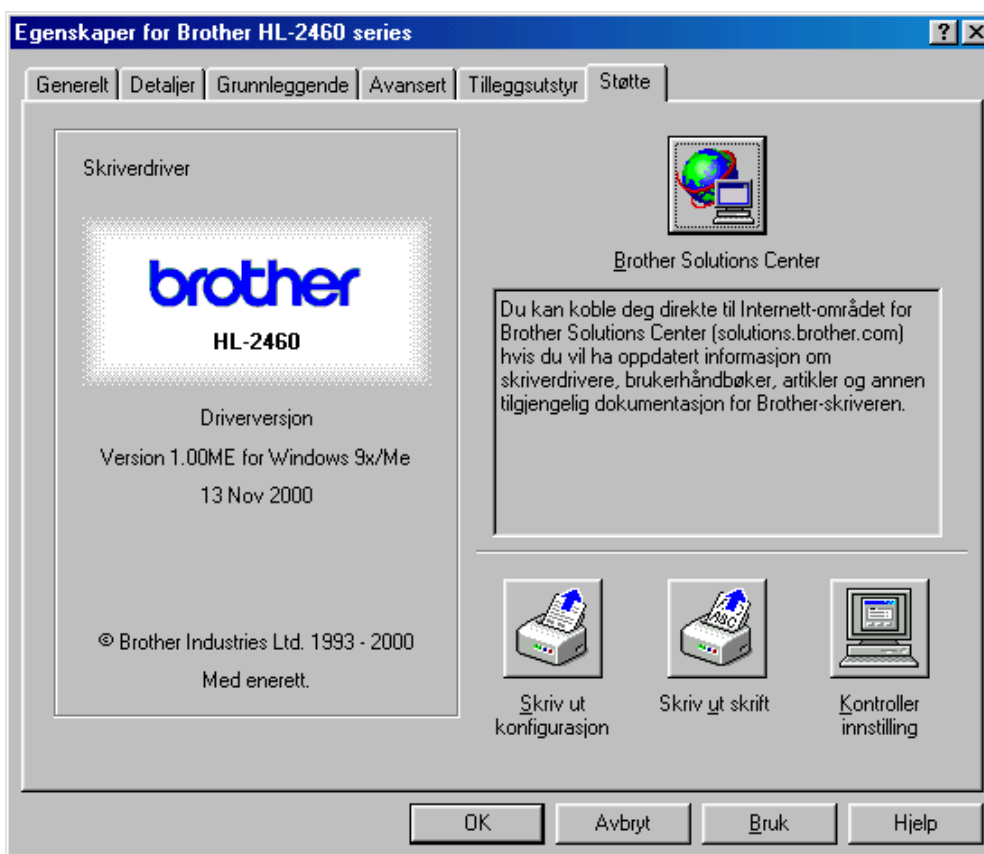 Egenskaper for Brother HL-2460 series
Generelt Detaljer Grunnleggende Avansert Tilleggsutstyr Støtte
Skriverdriver
brother
HL-2460
Driverversjon
Version 1.00ME for Windows 9x/Me
13 Nov 2000
© Brother Industries Ltd. 1993 - 2000
Med enerett.
Brother Solutions Center
Du kan koble deg direkte til Internett-området for
Brother Solutions Center (solutions.brother.com)
hvis du vil ha oppdatert informasjon om
skriverdrivere, brukerhåndbøker, artikler og annen
tilgjengelig dokumentasjon for Brother-skriveren.
ABC
Skriv ut
konfigurasjon
Skriv ut skrift
Kontroller
innstilling
OK Avbryt Bruk Hjelp